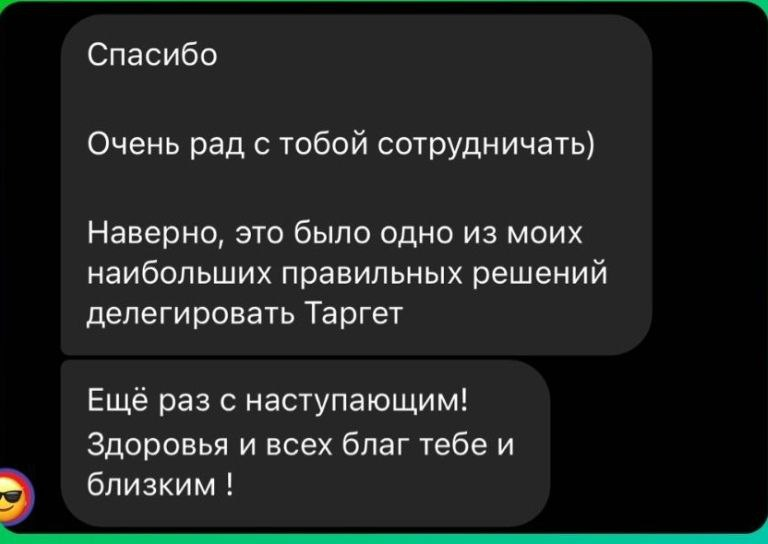 Спасибо
Очень рад с тобой сотрудничать)
Наверно, это было одно из моих
наибольших правильных решений
делегировать Таргет
Ещё раз с наступающим!
Здоровья и всех благ тебе и
близким !